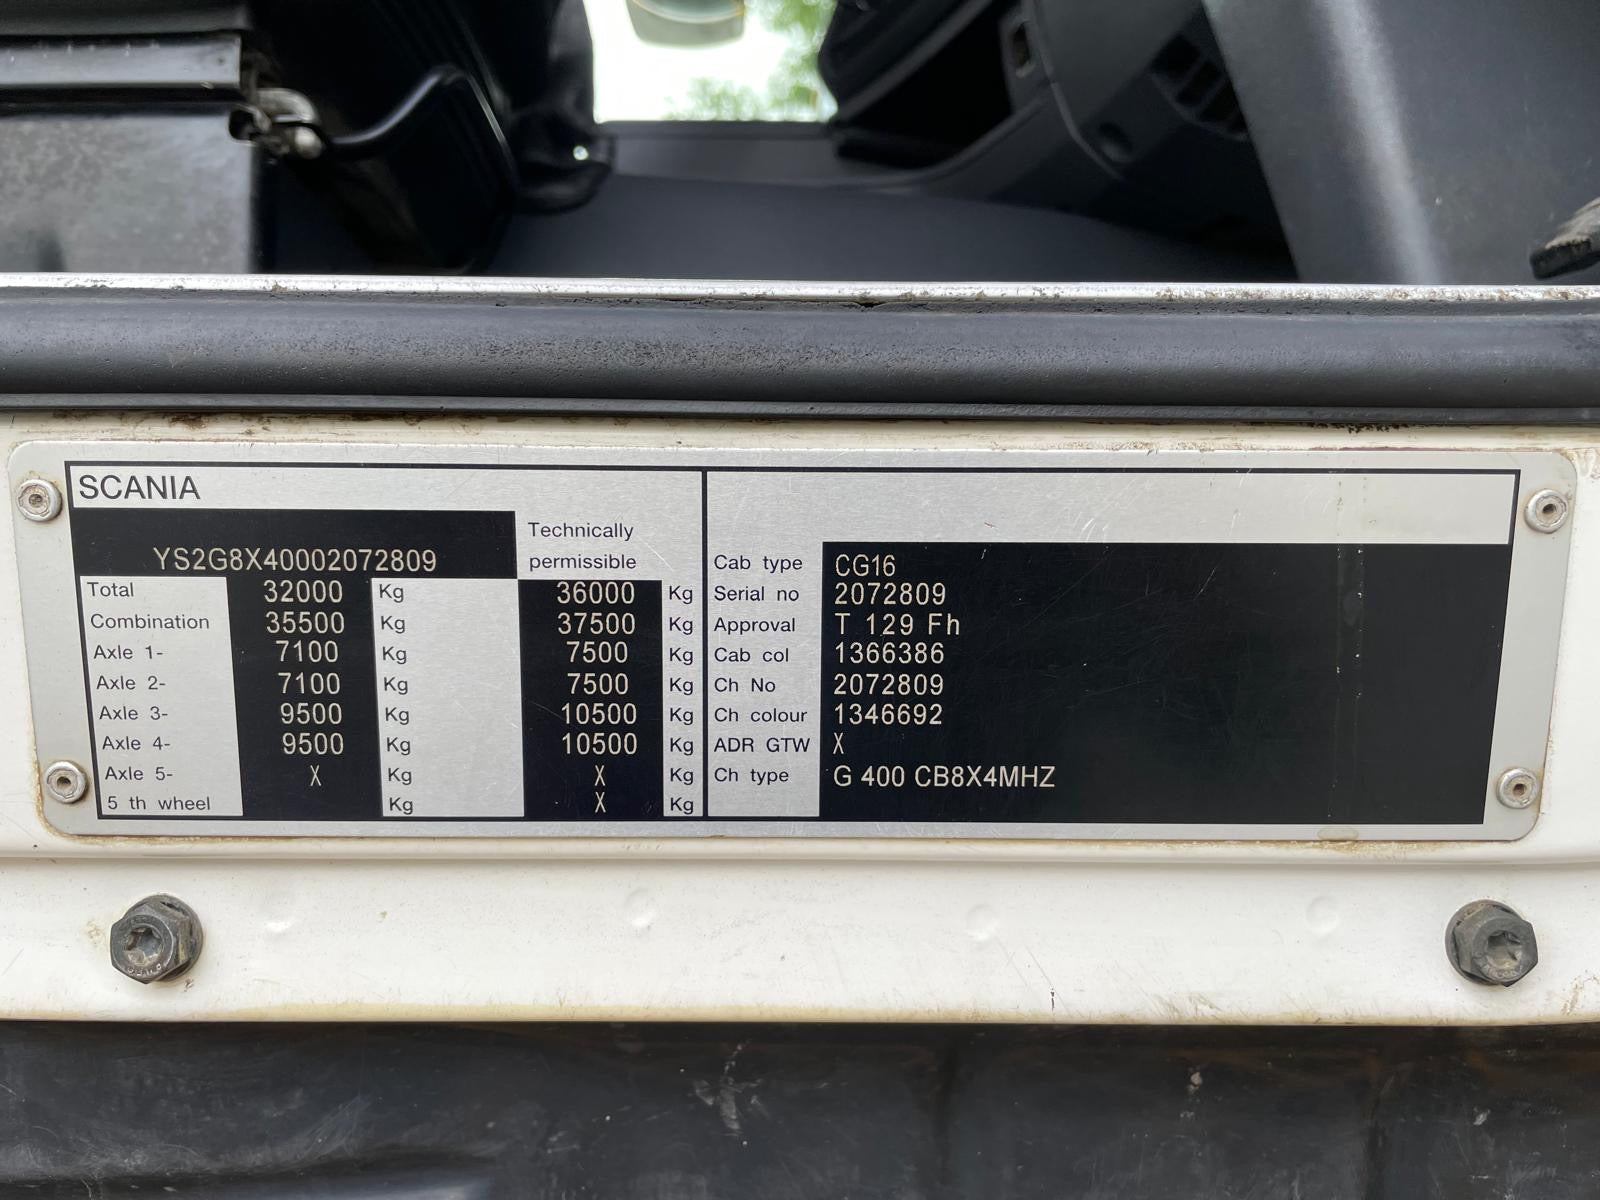 SCANIA
YS2G8X40002072809
Technically
permissible
Total 32000 Kg 36000 Kg
Combination 35500 Kg 37500 Kg
Axle 1- 7100 Kg 7500 Kg
Axle 2- 7100 Kg 7500 Kg
Axle 3- 9500 Kg 10500 Kg
Axle 4- 9500 Kg 10500 Kg
Axle 5- X Kg X Kg
5 th wheel Kg X Kg
Cab type CG16
Serial no 2072809
Approval T 129 Fh
Cab col 1366386
Ch No 2072809
Ch colour 1346692
ADR GTW X
Ch type G 400 CB8X4MHZ